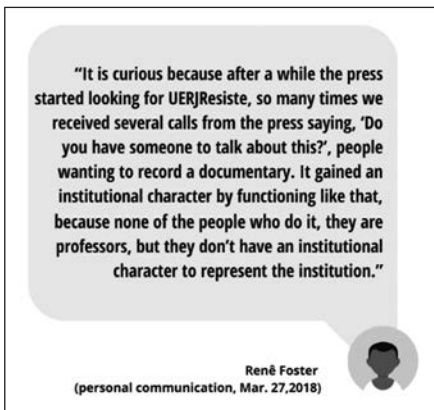 “It is curious because after a while the press
started looking for UERJResiste, so many times we
received several calls from the press saying, ‘Do
you have someone to talk about this?’, people
wanting to record a documentary. It gained an
institutional character by functioning like that,
because none of the people who do it, they are
professors, but they don’t have an institutional
character to represent the institution.”
Renê Foster
(personal communication, Mar. 27,2018)